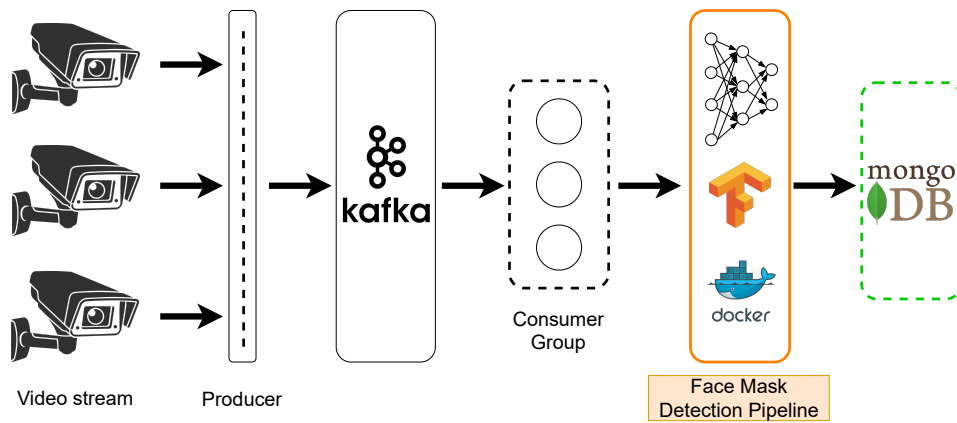 kafka
mongo
DB
docker
Consumer
Group
Video stream
Producer
Face Mask
Detection Pipeline